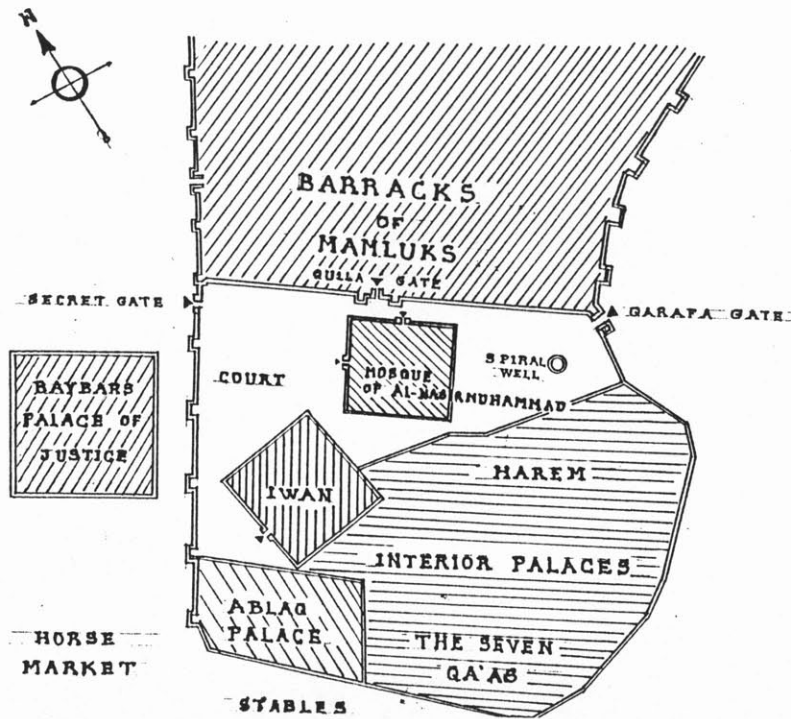 N
BARRACKS
OF
MAMLUKS
QULLA GATE
SECRET GATE
QARAFA GATE
COURT
MOSQUE
OF AL-NASIR MUHAMMAD
SPIRAL
WELL
BAYBARS
PALACE OF
JUSTICE
IWAN
HAREM
INTERIOR PALACES
ABLAQ
PALACE
THE SEVEN
QA'AS
HORSE
MARKET
STABLES